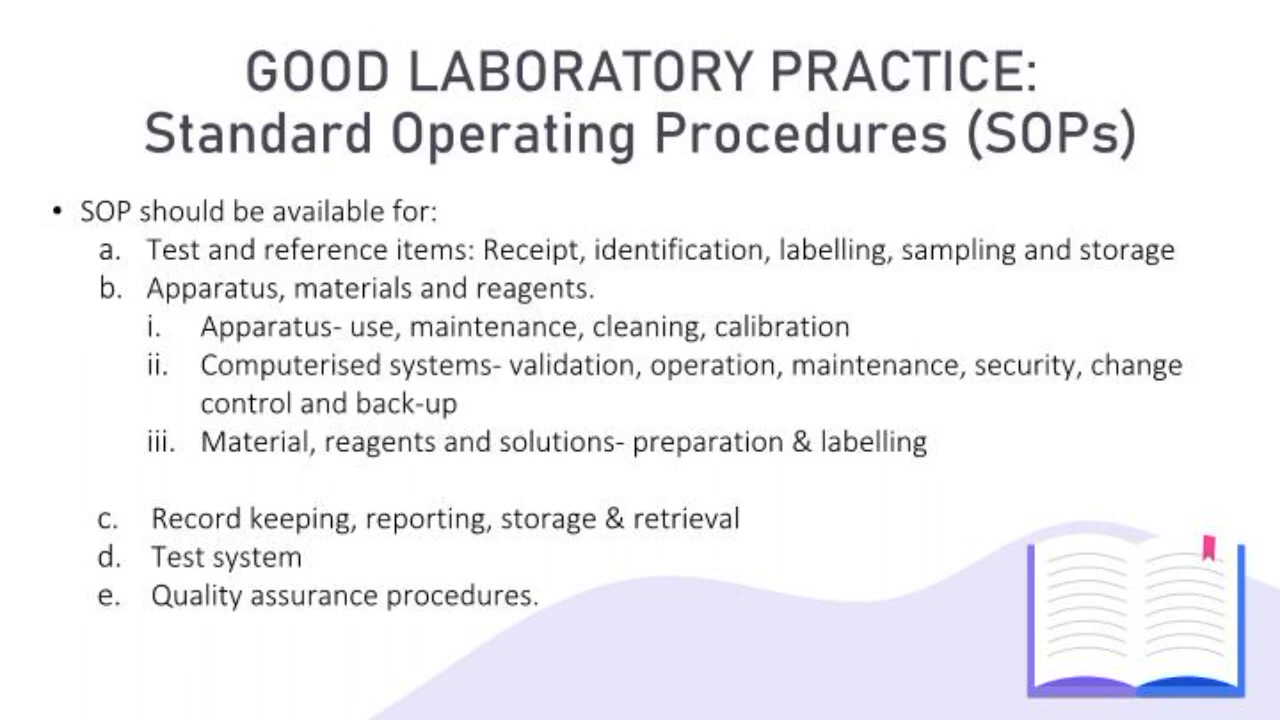 GOOD LABORATORY PRACTICE:
Standard Operating Procedures (SOPs)
• SOP should be available for:
a. Test and reference items: Receipt, identification, labelling, sampling and storage
b. Apparatus, materials and reagents.
i. Apparatus- use, maintenance, cleaning, calibration
ii. Computerised systems- validation, operation, maintenance, security, change
control and back-up
iii. Material, reagents and solutions- preparation & labelling
c. Record keeping, reporting, storage & retrieval
d. Test system
e. Quality assurance procedures.